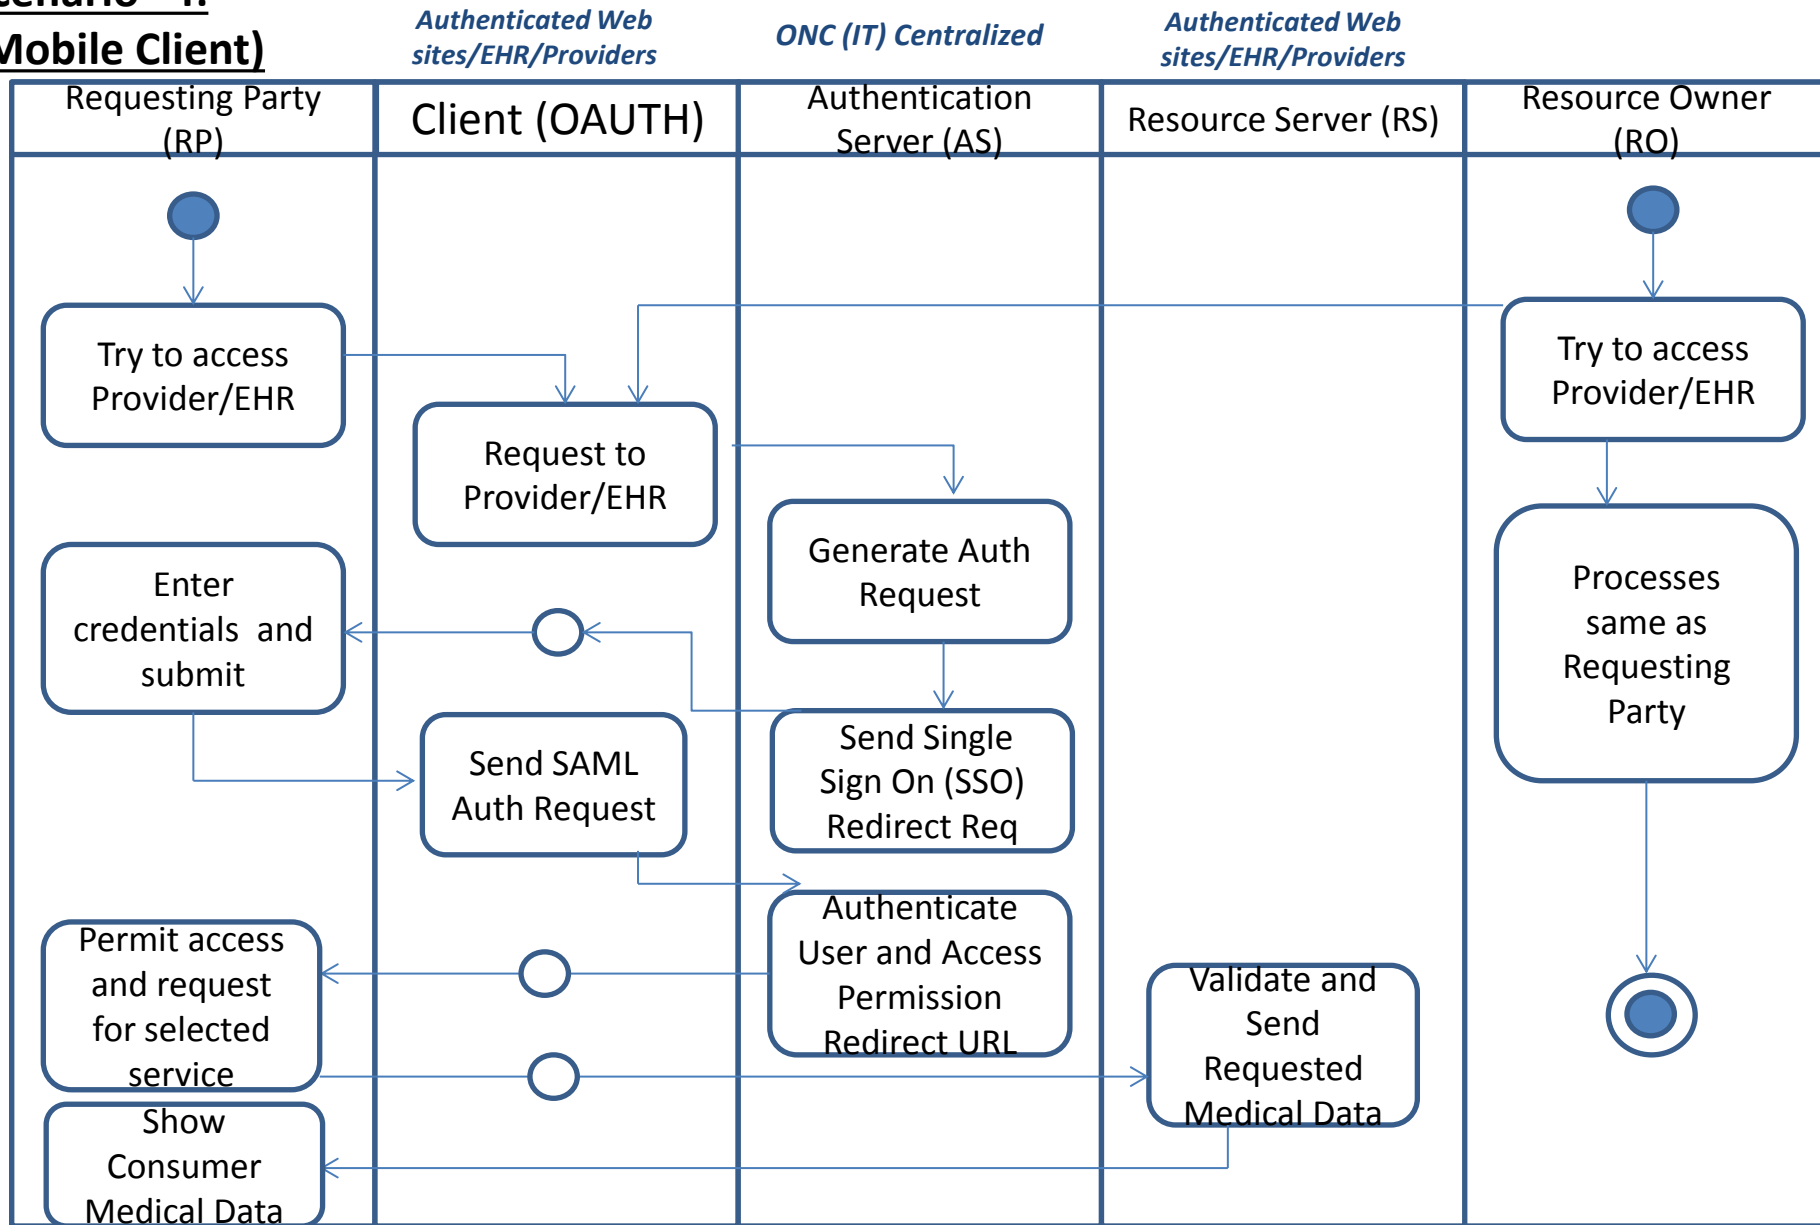 cenario- 4:
Mobile Client)
Authenticated Web
sites/EHR/Providers
ONC (IT) Centralized
Authenticated Web
sites/EHR/Providers
Requesting Party
(RP)
Client (OAUTH)
Authentication
Server (AS)
Resource Server (RS)
Resource Owner
(RO)
Try to access
Provider/EHR
Try to access
Provider/EHR
Request to
Provider/EHR
Generate Auth
Request
Enter
credentials and
submit
Processes
same as
Requesting
Party
Send SAML
Auth Request
Send Single
Sign On (SSO)
Redirect Req
Authenticate
User and Access
Permission
Redirect URL
Permit access
and request
for selected
service
Validate and
Send
Requested
Medical Data
Show
Consumer
Medical Data